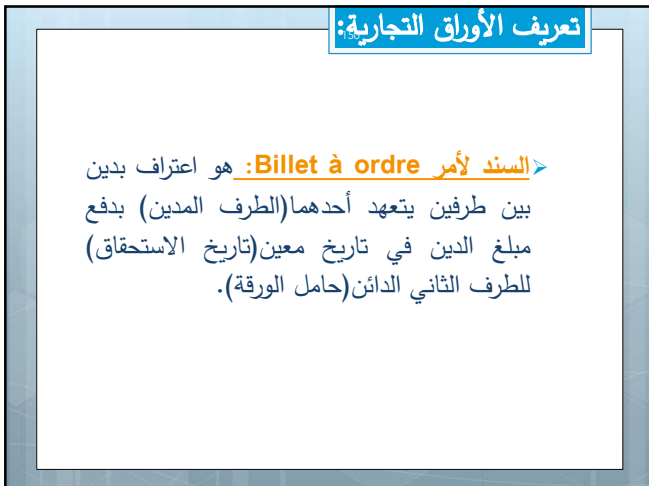 تعريف الأوراق التجارية:
156
السند لأمر Billet à ordre: هو اعتراف بدين
بين طرفين يتعهد أحدهما(الطرف المدين) بدفع
مبلغ الدين في تاريخ معين(تاريخ الاستحقاق)
للطرف الثاني الدائن(حامل الورقة).